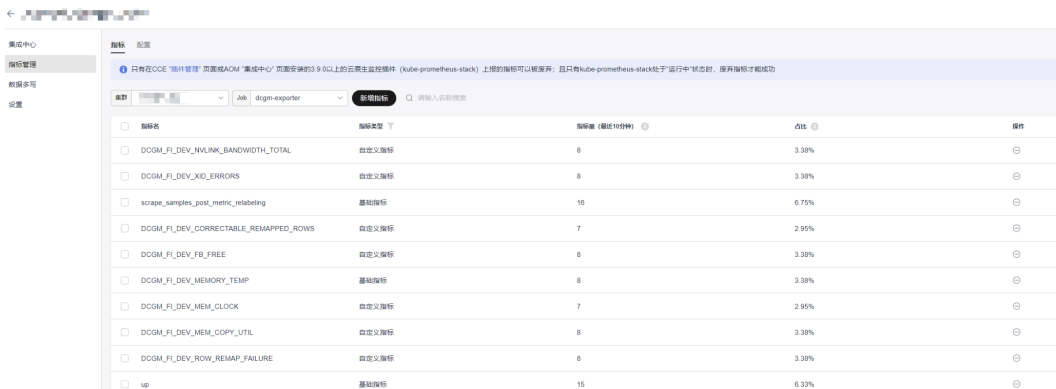 集成中心
指标管理
数据多写
设置
指标 配置
只有在CCE “插件管理” 页面或AOM “集成中心” 页面安装的3.9.0以上的云原生监控插件（kube-prometheus-stack）上报的指标可以被废弃；且只有kube-prometheus-stack处于“运行中”状态时，废弃指标才能成功
集群 Job dcgm-exporter 新增指标 请输入名称搜索
指标名 指标类型 指标量（最近10分钟） 占比 操作
DCGM_FI_DEV_NVLINK_BANDWIDTH_TOTAL 自定义指标 8 3.38%
DCGM_FI_DEV_XID_ERRORS 自定义指标 8 3.38%
scrape_samples_post_metric_relabeling 基础指标 16 6.75%
DCGM_FI_DEV_CORRECTABLE_REMAPPED_ROWS 自定义指标 7 2.95%
DCGM_FI_DEV_FB_FREE 自定义指标 8 3.38%
DCGM_FI_DEV_MEMORY_TEMP 基础指标 8 3.38%
DCGM_FI_DEV_MEM_CLOCK 自定义指标 7 2.95%
DCGM_FI_DEV_MEM_COPY_UTIL 自定义指标 8 3.38%
DCGM_FI_DEV_ROW_REMAP_FAILURE 自定义指标 8 3.38%
up 基础指标 15 6.33%